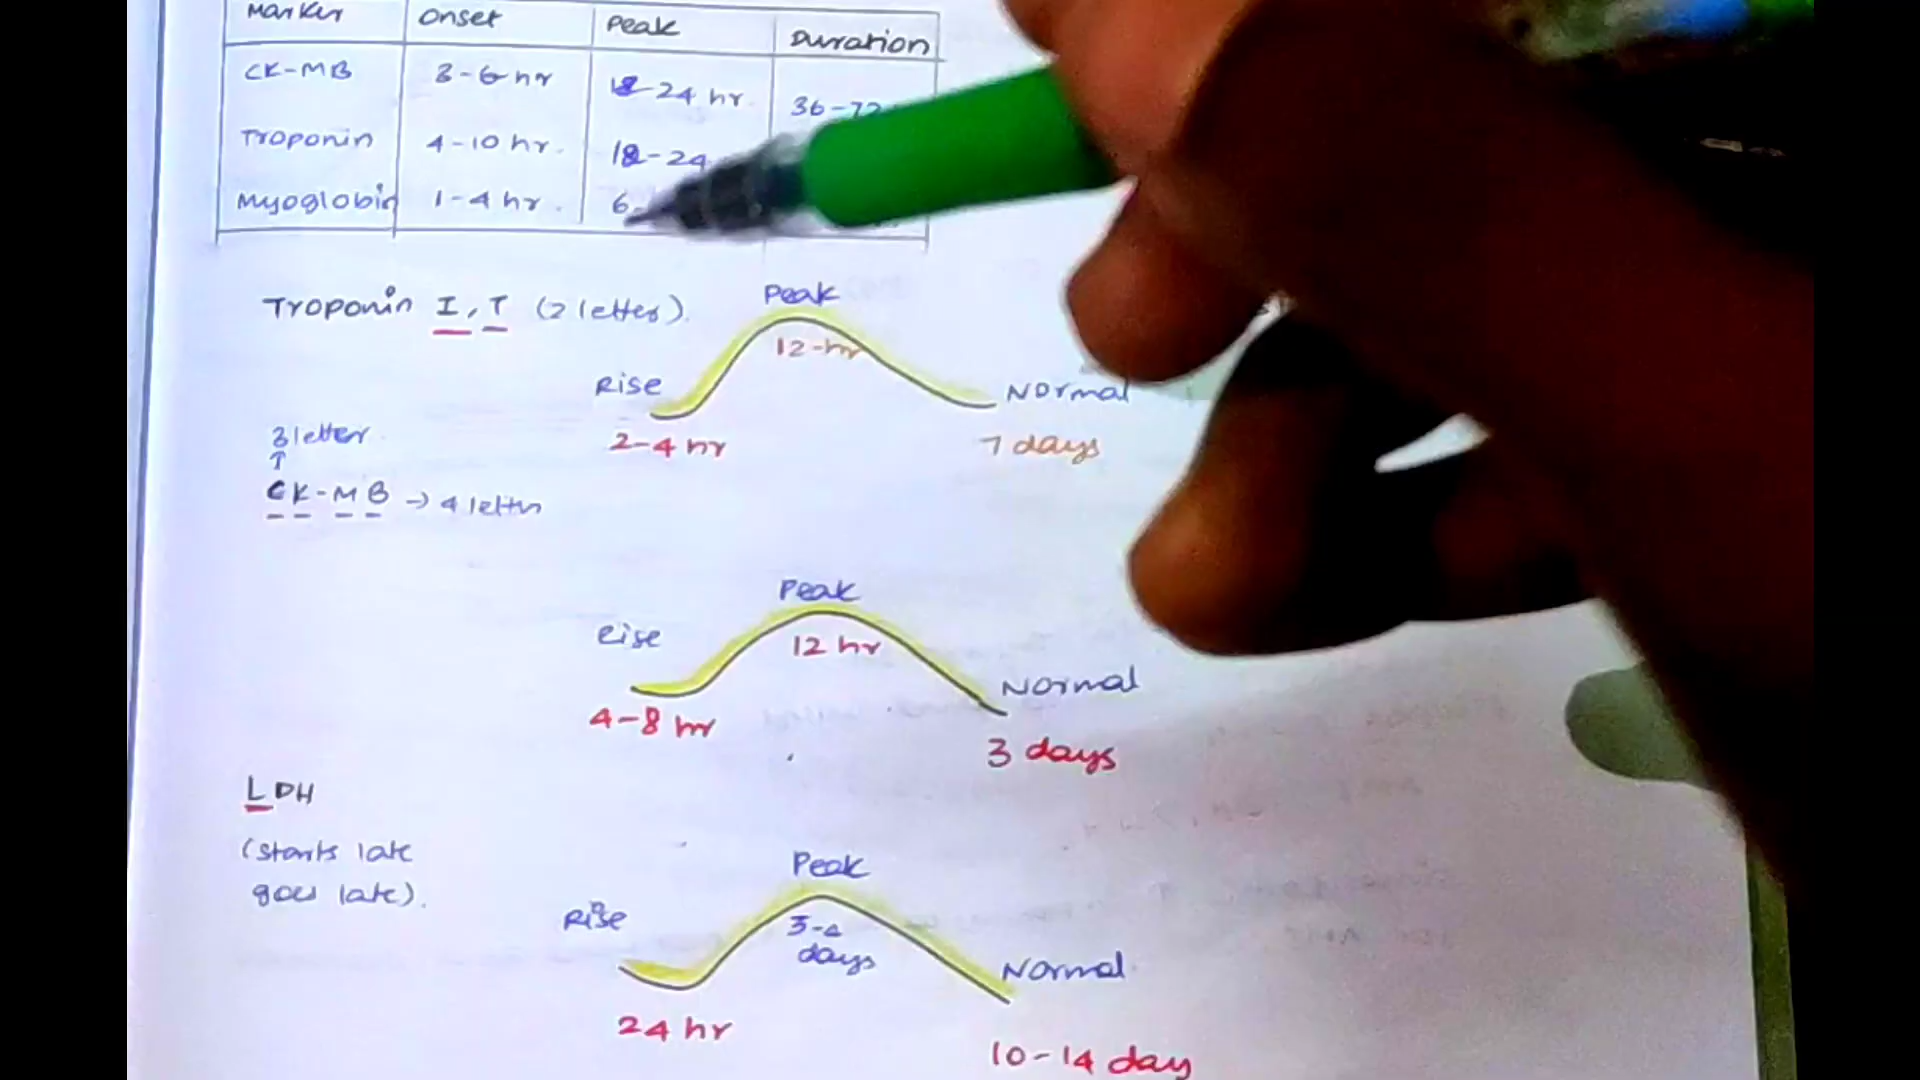 Marker Onset Peak Duration
CK-MB 3-6 hr 12-24 hr. 36-72
Troponin 4-10 hr. 12-24
Myoglobin 1-4 hr. 6-
Troponin I, T (2 letter).
Peak
12-hr
Rise
Normal
2-4 hr
7 days
3 letter.
↑
CK-MB → 4 letter
Peak
12 hr
Rise
Normal
4-8 hr
3 days
LDH
(starts late
goes late).
Peak
3-4
days
Rise
Normal
24 hr
10-14 day